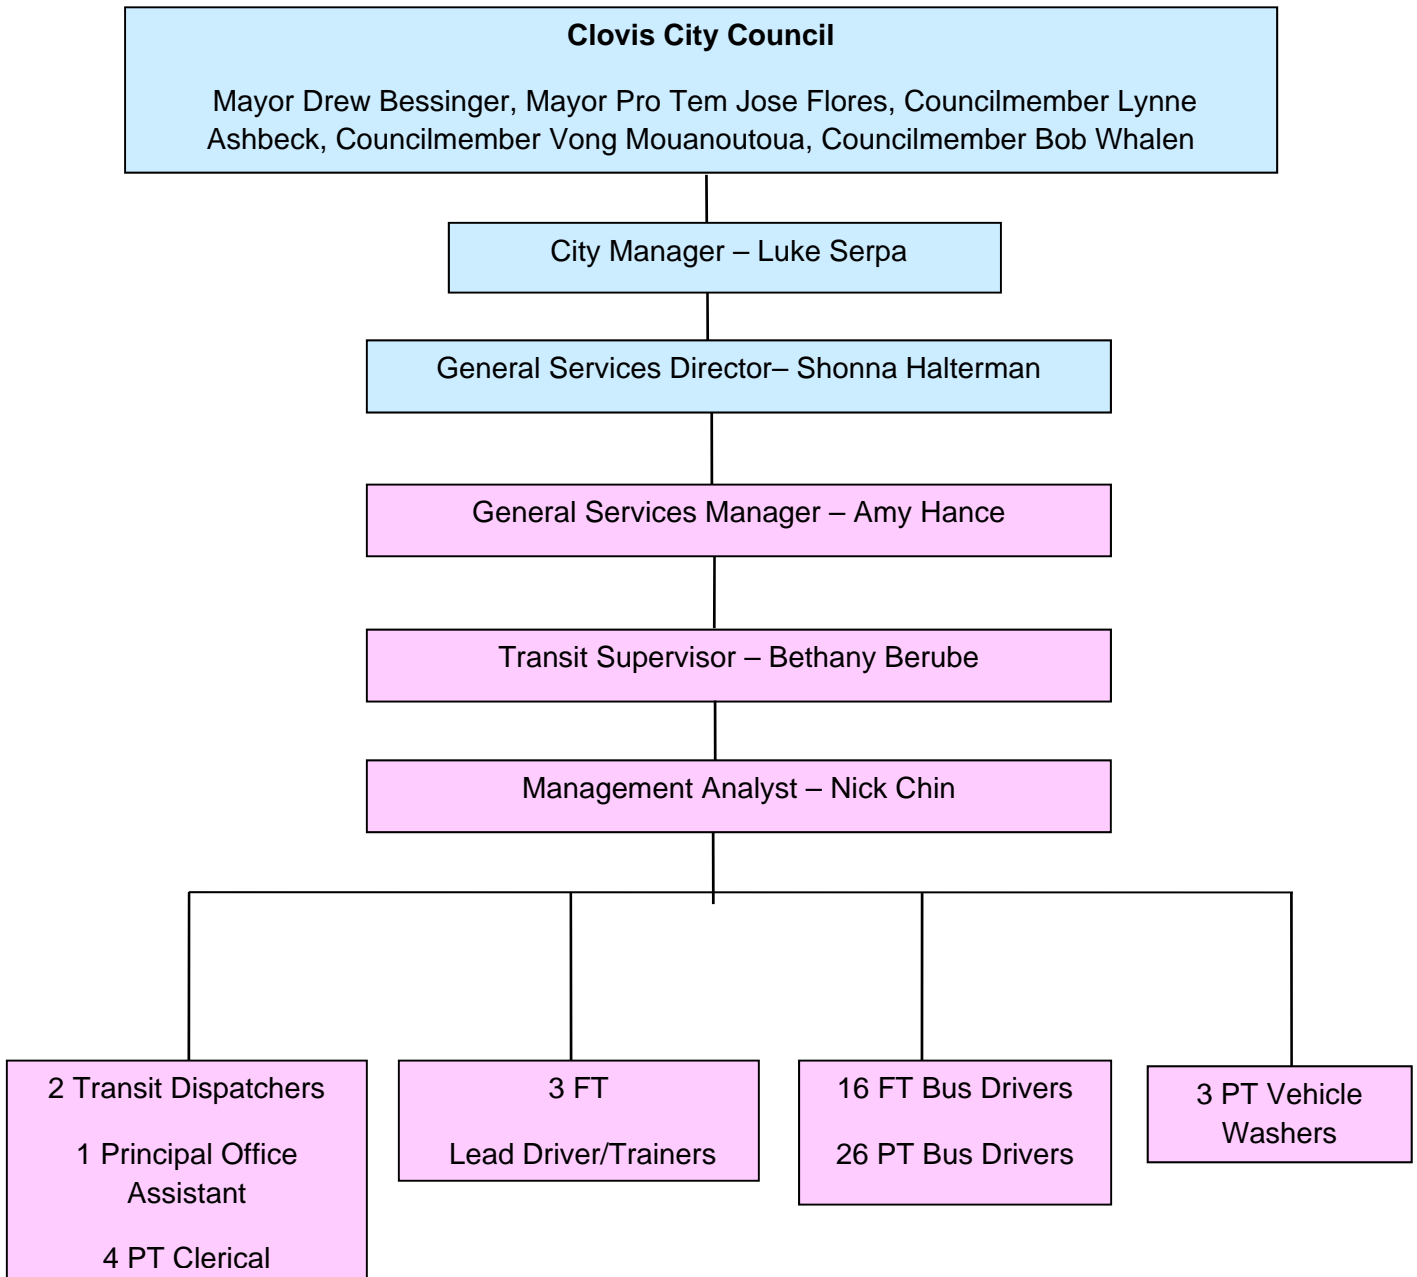 Clovis City Council
Mayor Drew Bessinger, Mayor Pro Tem Jose Flores, Councilmember Lynne
Ashbeck, Councilmember Vong Mouanoutoua, Councilmember Bob Whalen
City Manager – Luke Serpa
General Services Director– Shonna Halterman
General Services Manager – Amy Hance
Transit Supervisor – Bethany Berube
Management Analyst – Nick Chin
2 Transit Dispatchers
1 Principal Office
Assistant
4 PT Clerical
3 FT
Lead Driver/Trainers
16 FT Bus Drivers
26 PT Bus Drivers
3 PT Vehicle
Washers